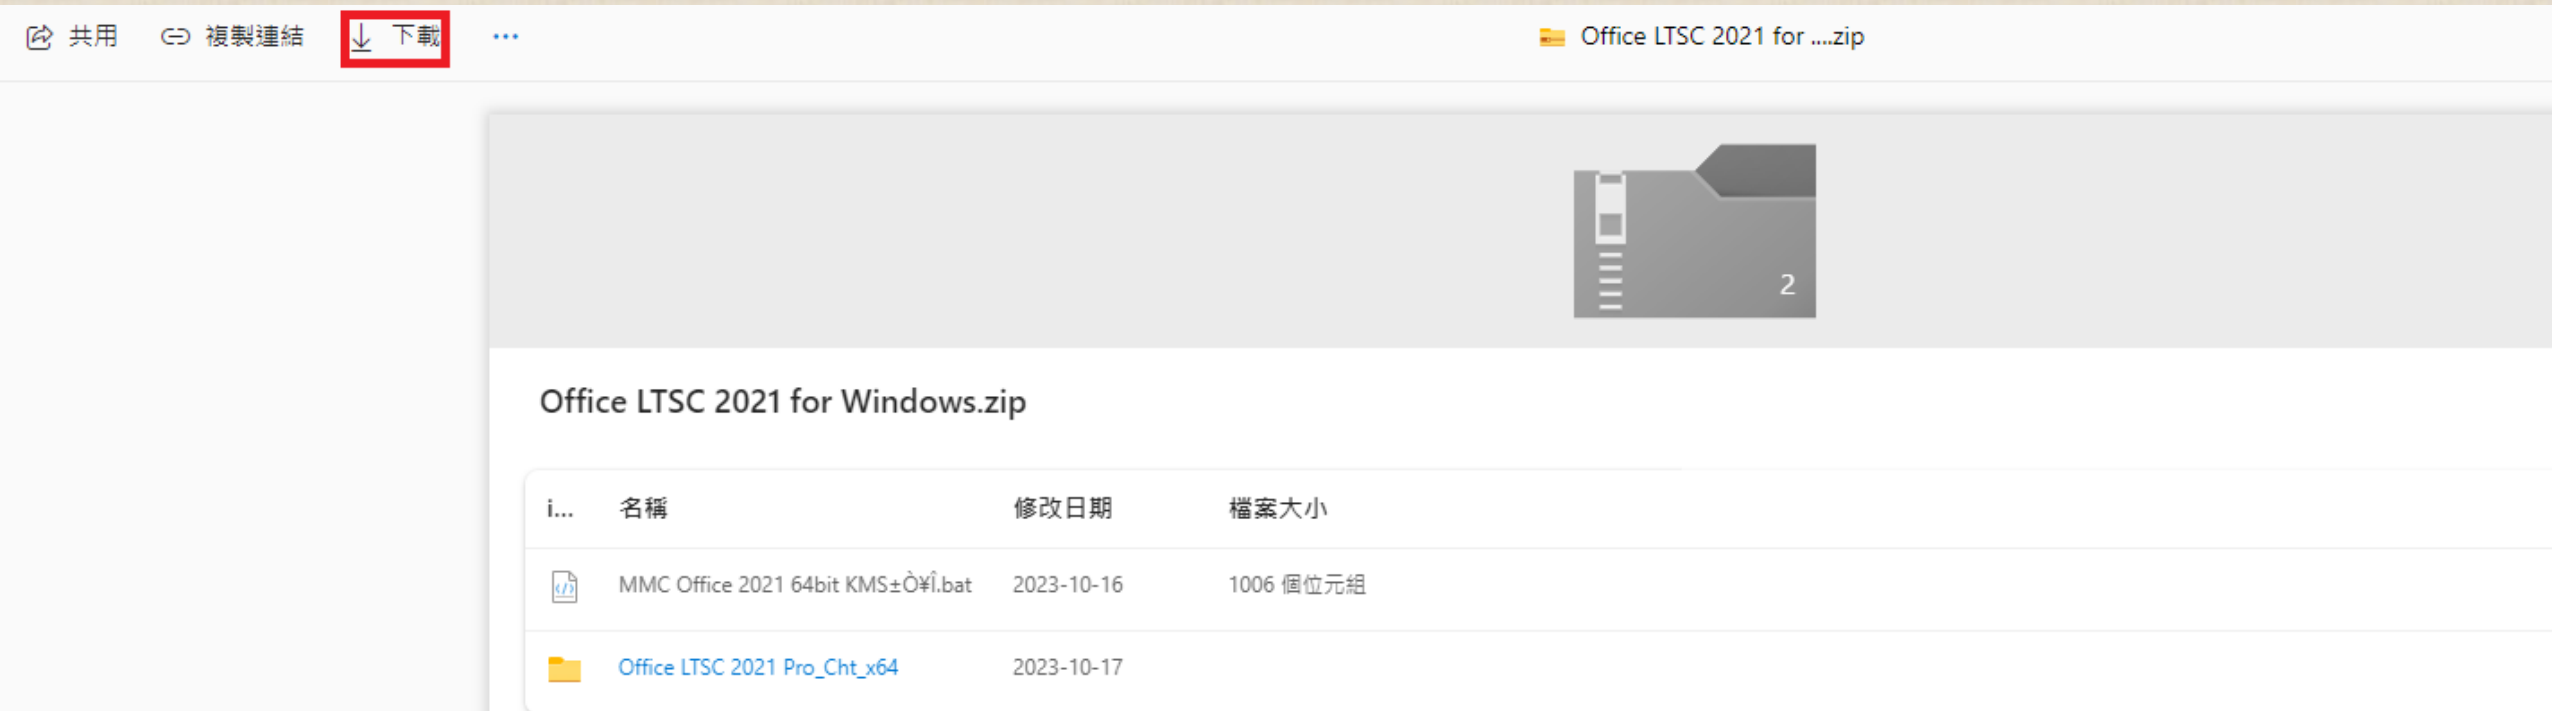 共用 複製連結 下載 ... Office LTSC 2021 for ....zip
2
Office LTSC 2021 for Windows.zip
i... 名稱 修改日期 檔案大小
MMC Office 2021 64bit KMS±Ò¥Î.bat 2023-10-16 1006 個位元組
Office LTSC 2021 Pro_Cht_x64 2023-10-17